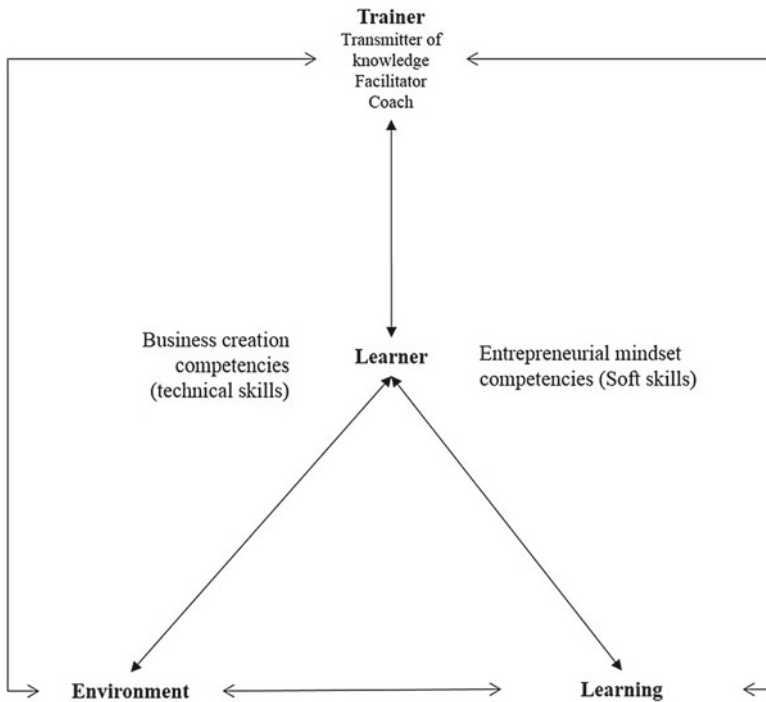 Trainer
Transmitter of
knowledge
Facilitator
Coach
Business creation
competencies
(technical skills)
Learner
Entrepreneurial mindset
competencies (Soft skills)
Environment
Learning